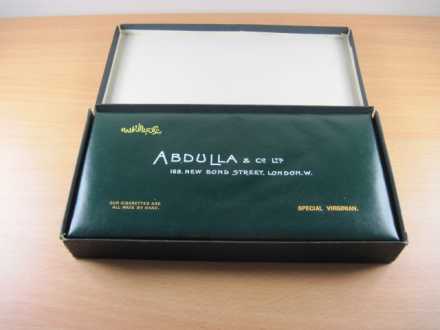 ABDULLA & Co LTD
168. NEW BOND STREET, LONDON. W.
OUR CIGARETTES ARE
ALL MADE BY HAND.
SPECIAL VIRGINIAN.